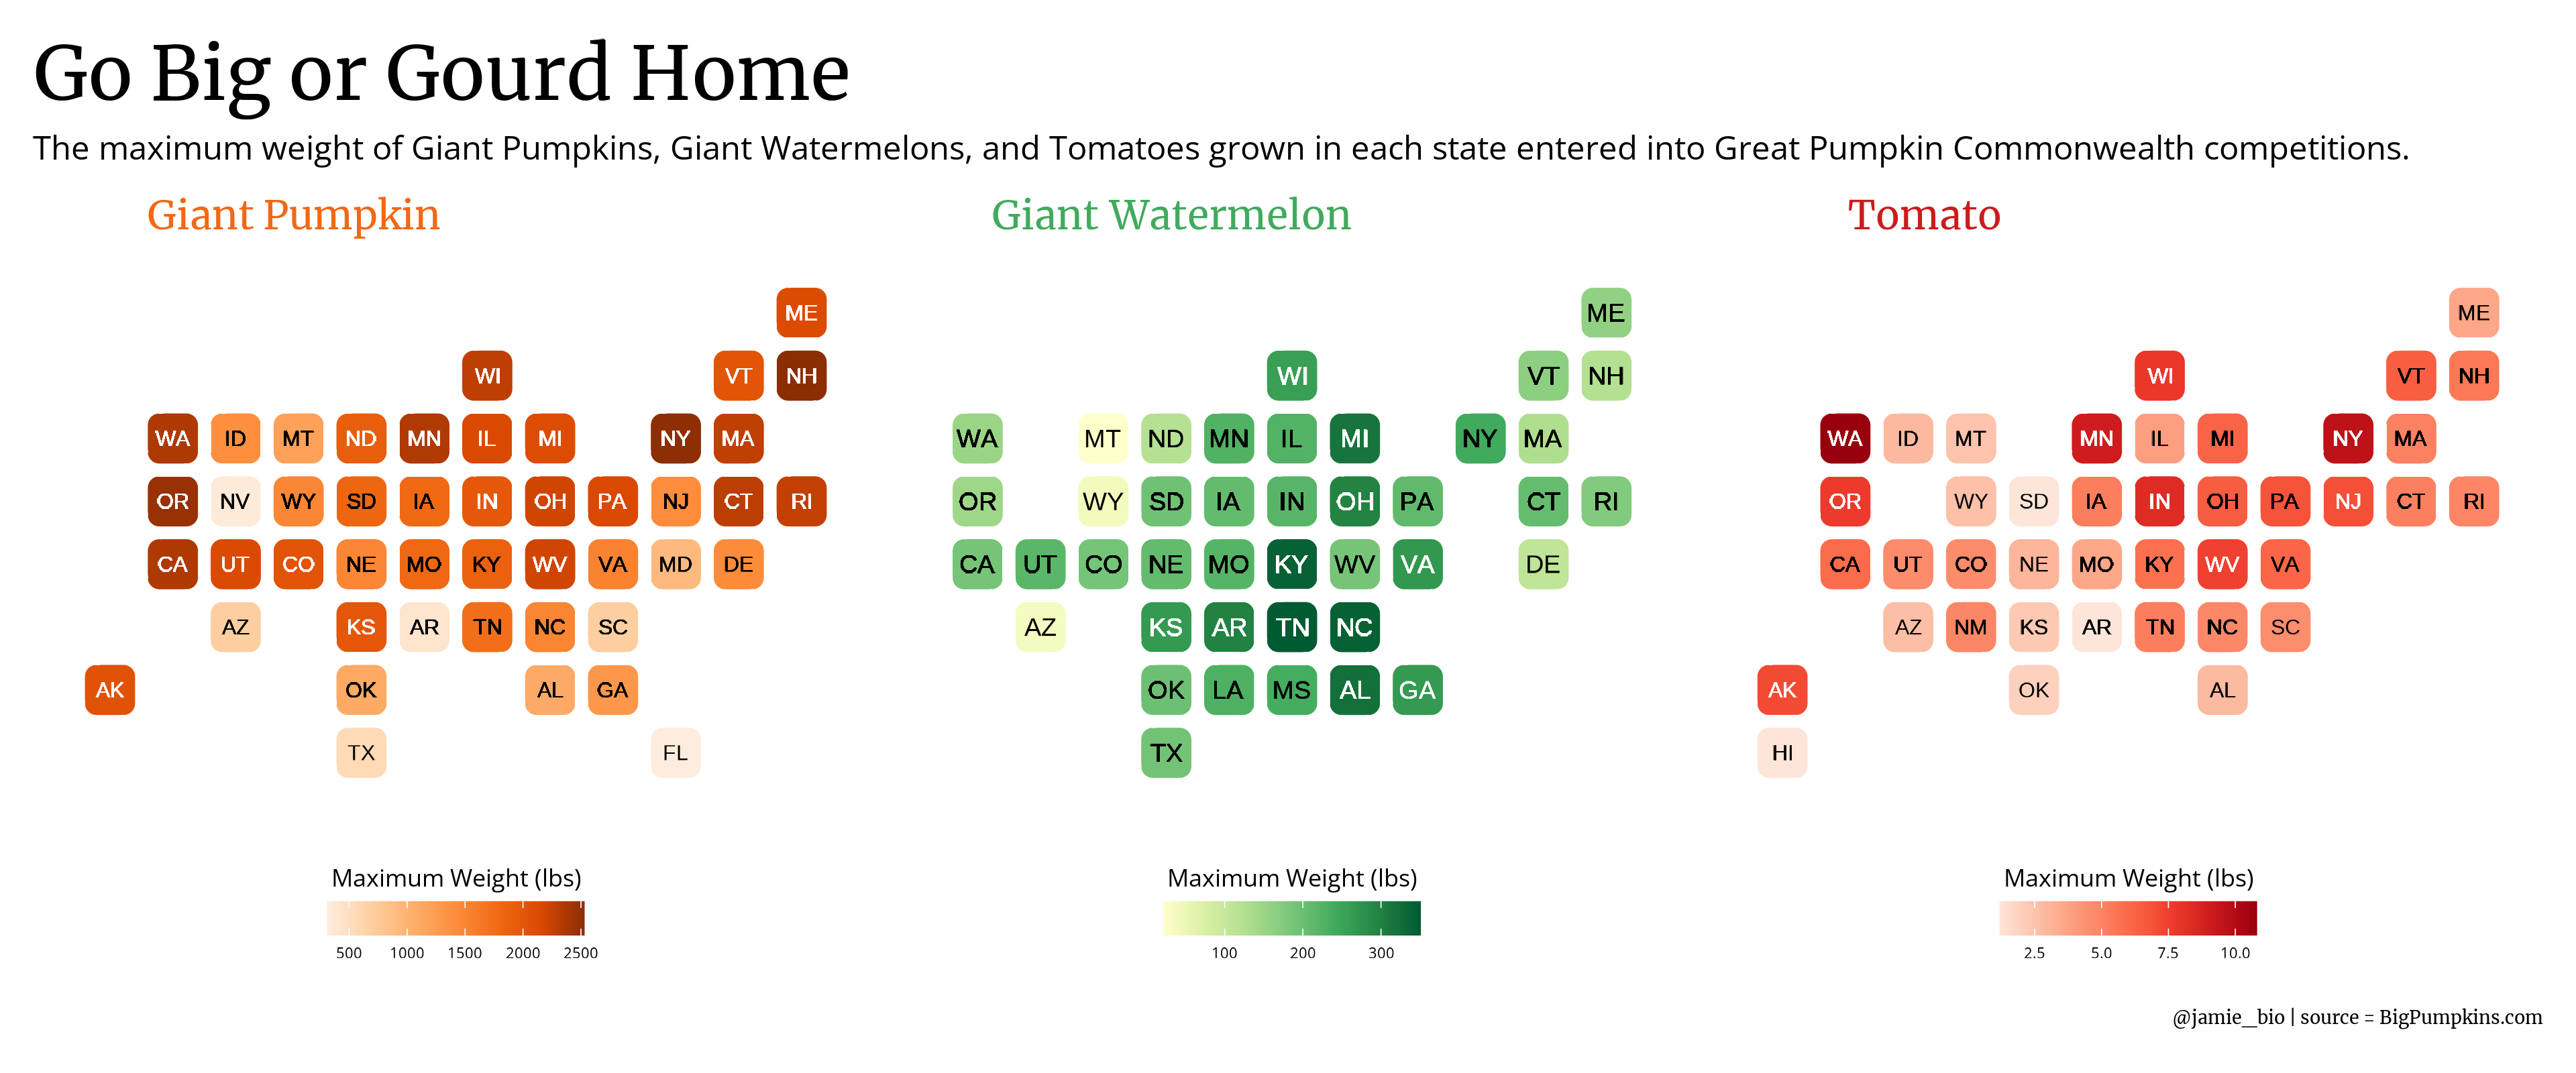 Go Big or Gourd Home
The maximum weight of Giant Pumpkins, Giant Watermelons, and Tomatoes grown in each state entered into Great Pumpkin Commonwealth competitions.
Giant Pumpkin
ME
WI VT NH
WA ID MT ND MN IL MI NY MA
OR NV WY SD IA IN OH PA NJ CT RI
CA UT CO NE MO KY WV VA MD DE
AZ KS AR TN NC SC
AK OK AL GA
TX FL
Maximum Weight (lbs)
500 1000 1500 2000 2500
Giant Watermelon
ME
WI VT NH
WA MT ND MN IL MI NY MA
OR WY SD IA IN OH PA CT RI
CA UT CO NE MO KY WV VA DE
AZ KS AR TN NC
OK LA MS AL GA
TX
Maximum Weight (lbs)
100 200 300
Tomato
ME
WI VT NH
WA ID MT MN IL MI NY MA
OR WY SD IA IN OH PA NJ CT RI
CA UT CO NE MO KY WV VA
AZ NM KS AR TN NC SC
AK OK AL
HI
Maximum Weight (lbs)
2.5 5.0 7.5 10.0
@jamie_bio | source = BigPumpkins.com